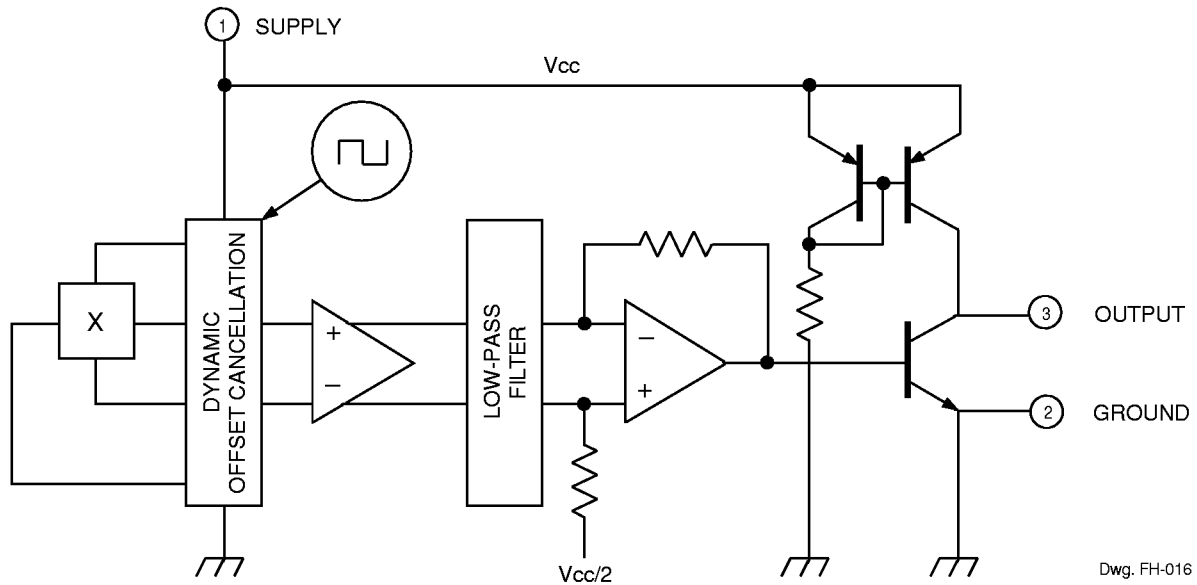 1 SUPPLY
Vcc
X
DYNAMIC
OFFSET CANCELLATION
+
−
LOW-PASS
FILTER
−
+
Vcc/2
3 OUTPUT
2 GROUND
Dwg. FH-016